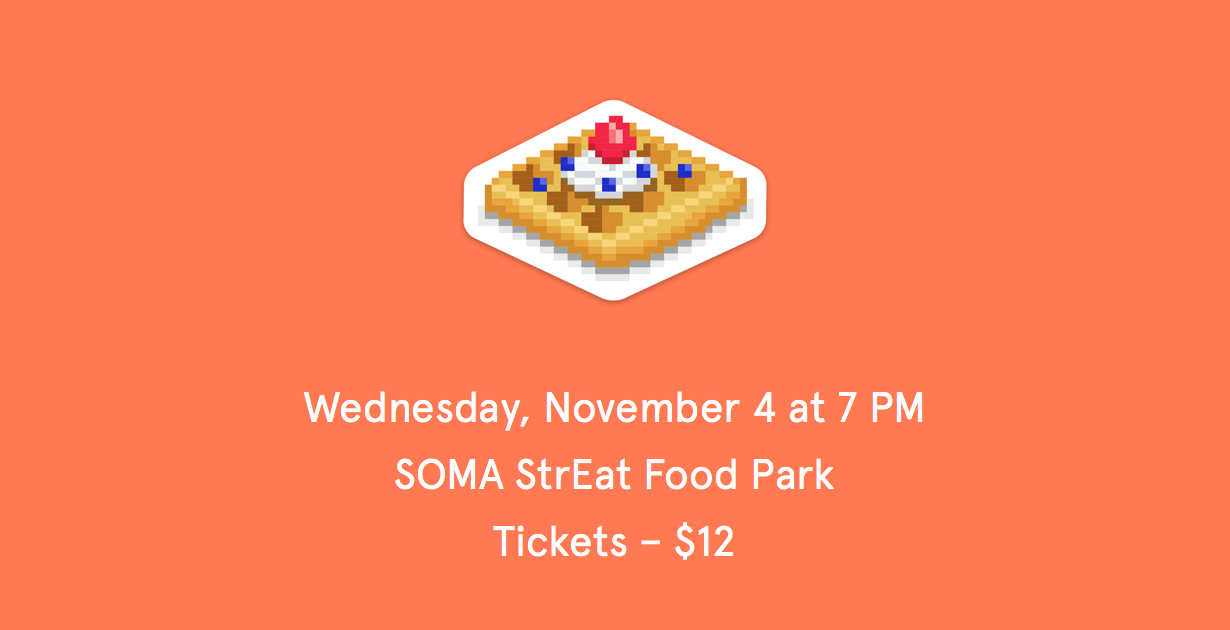 Wednesday, November 4 at 7 PM
SOMA StrEat Food Park
Tickets – $12